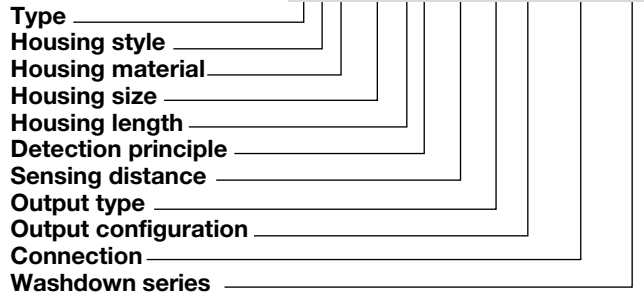 Type
Housing style
Housing material
Housing size
Housing length
Detection principle
Sensing distance
Output type
Output configuration
Connection
Washdown series